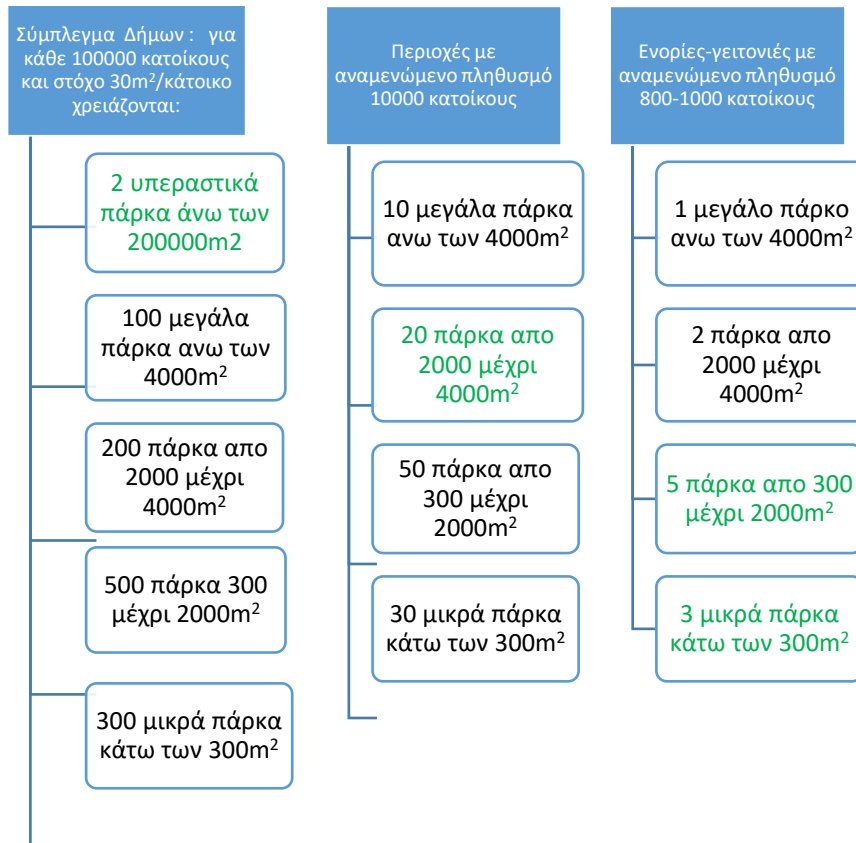 Σύμπλεγμα Δήμων : για
κάθε 100000 κατοίκους
και στόχο 30m²/κάτοικο
χρειάζονται:
2 υπεραστικά
πάρκα άνω των
200000m2
100 μεγάλα
πάρκα ανω των
4000m²
200 πάρκα απο
2000 μέχρι
4000m²
500 πάρκα 300
μέχρι 2000m²
300 μικρά πάρκα
κάτω των 300m²
Περιοχές με
αναμενώμενο πληθυσμό
10000 κατοίκους
10 μεγάλα πάρκα
ανω των 4000m²
20 πάρκα απο
2000 μέχρι
4000m²
50 πάρκα απο
300 μέχρι
2000m²
30 μικρά πάρκα
κάτω των 300m²
Ενορίες-γειτονιές με
αναμενώμενο πληθυσμό
800-1000 κατοίκους
1 μεγάλο πάρκο
ανω των 4000m²
2 πάρκα απο
2000 μέχρι
4000m²
5 πάρκα απο 300
μέχρι 2000m²
3 μικρά πάρκα
κάτω των 300m²